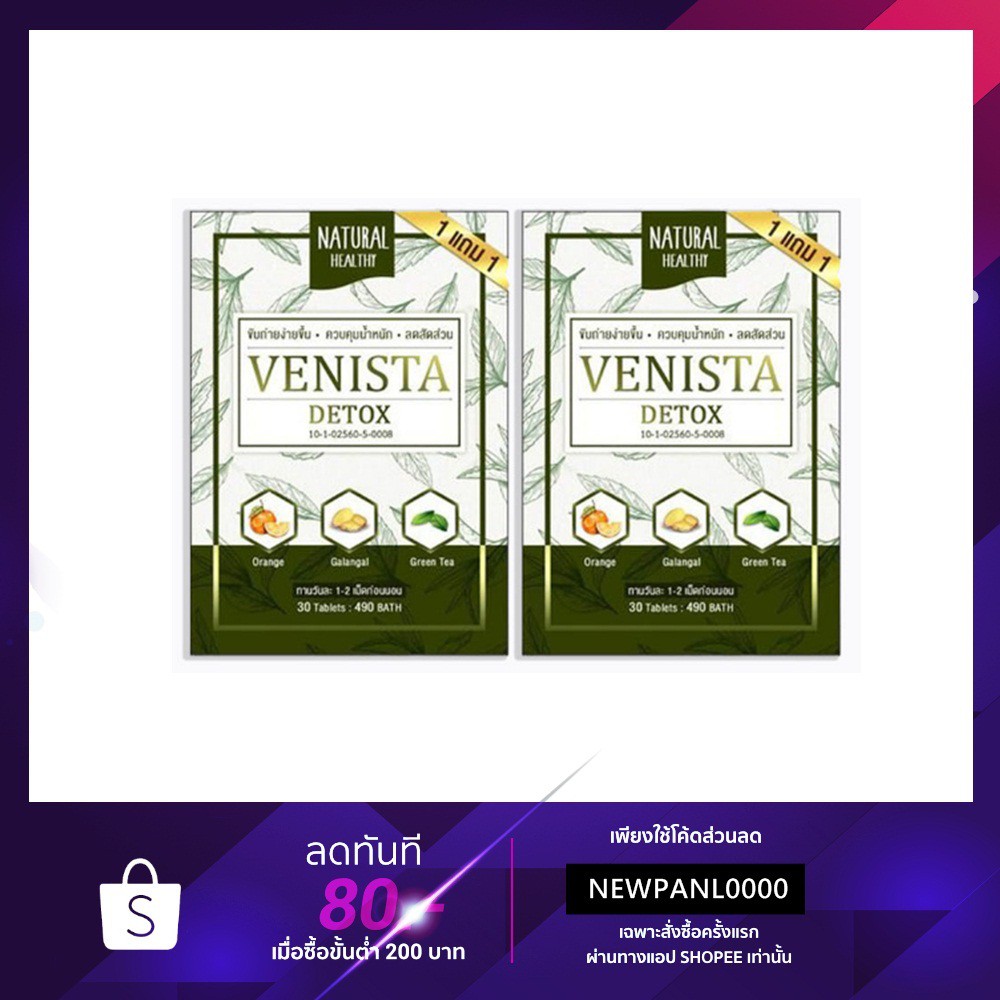 NATURAL
HEALTHY
1 แถม 1
ขับถ่ายง่ายขึ้น • ควบคุมน้ำหนัก • ลดสัดส่วน
VENISTA
DETOX
10-1-02560-5-0008
Orange Galangal Green Tea
ทานวันละ 1-2 เม็ดก่อนนอน
30 Tablets : 490 BATH
NATURAL
HEALTHY
1 แถม 1
ขับถ่ายง่ายขึ้น • ควบคุมน้ำหนัก • ลดสัดส่วน
VENISTA
DETOX
10-1-02560-5-0008
Orange Galangal Green Tea
ทานวันละ 1-2 เม็ดก่อนนอน
30 Tablets : 490 BATH
S
ลดทันที
80.-
เมื่อซื้อขั้นต่ำ 200 บาท
เพียงใช้โค้ดส่วนลด
NEWPANL0000
เฉพาะสั่งซื้อครั้งแรก
ผ่านทางแอป SHOPEE เท่านั้น